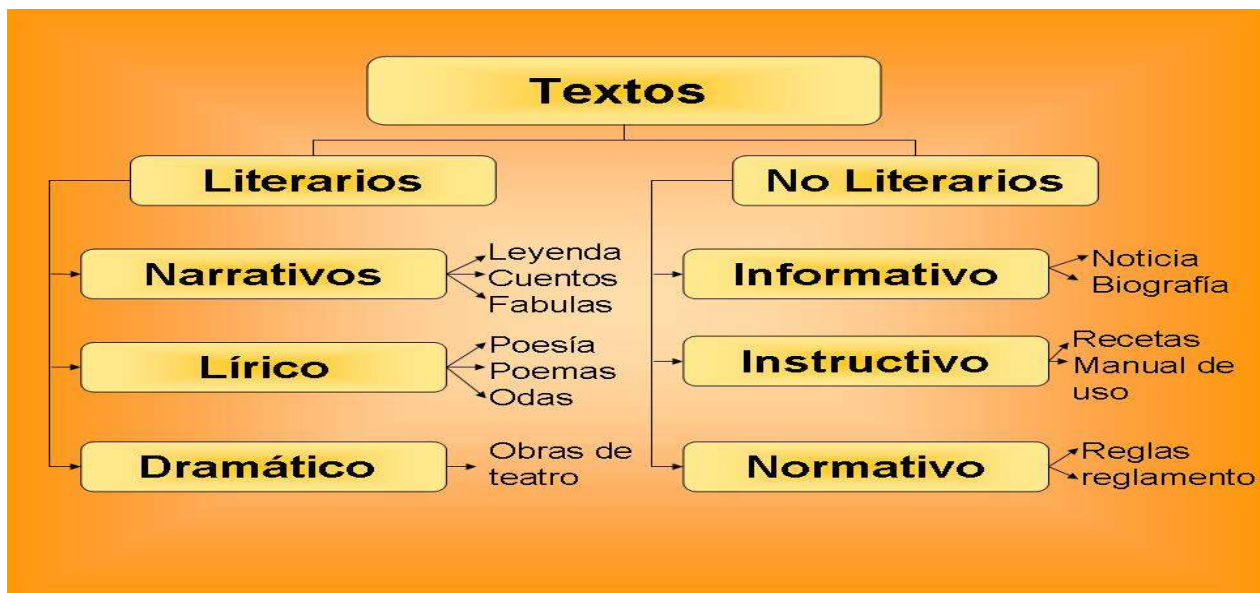 Textos
Literarios
Narrativos
Leyenda
Cuentos
Fabulas
Lírico
Poesía
Poemas
Odas
Dramático
Obras de
teatro
No Literarios
Informativo
Noticia
Biografía
Instructivo
Recetas
Manual de
uso
Normativo
Reglas
reglamento